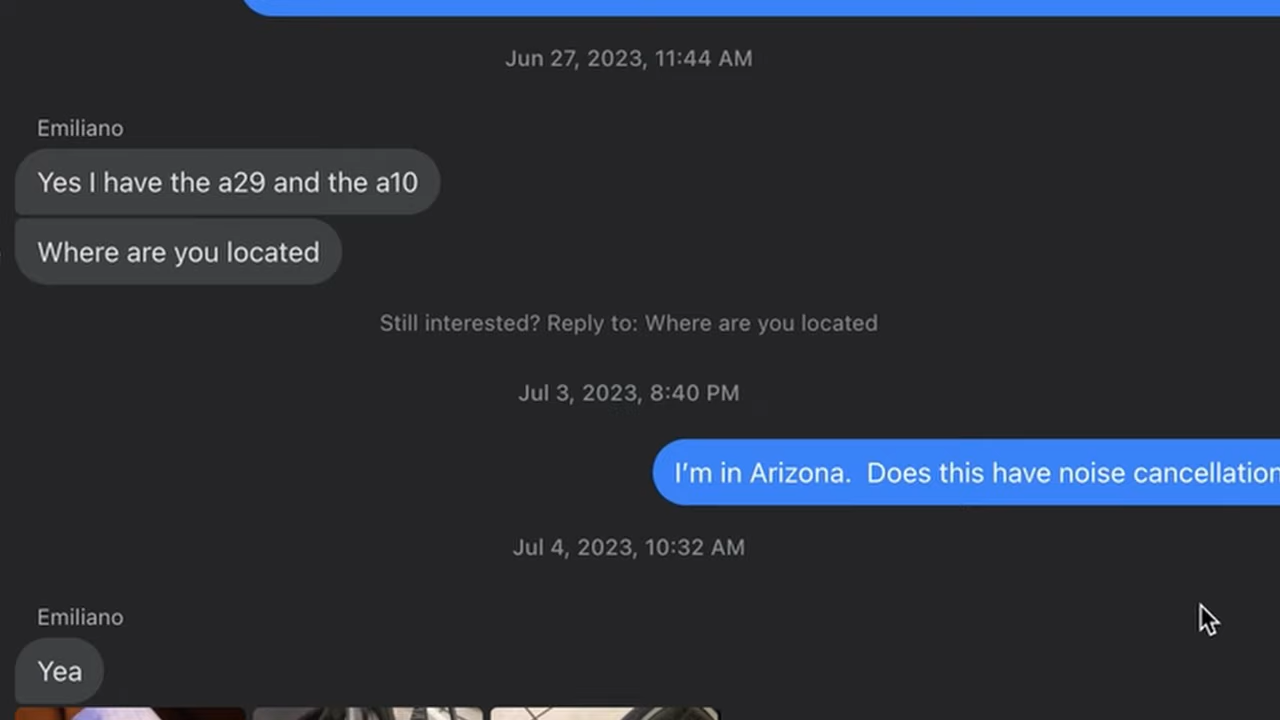 Jun 27, 2023, 11:44 AM
Emiliano
Yes I have the a29 and the a10
Where are you located
Still interested? Reply to: Where are you located
Jul 3, 2023, 8:40 PM
I'm in Arizona.  Does this have noise cancellation
Jul 4, 2023, 10:32 AM
Emiliano
Yea